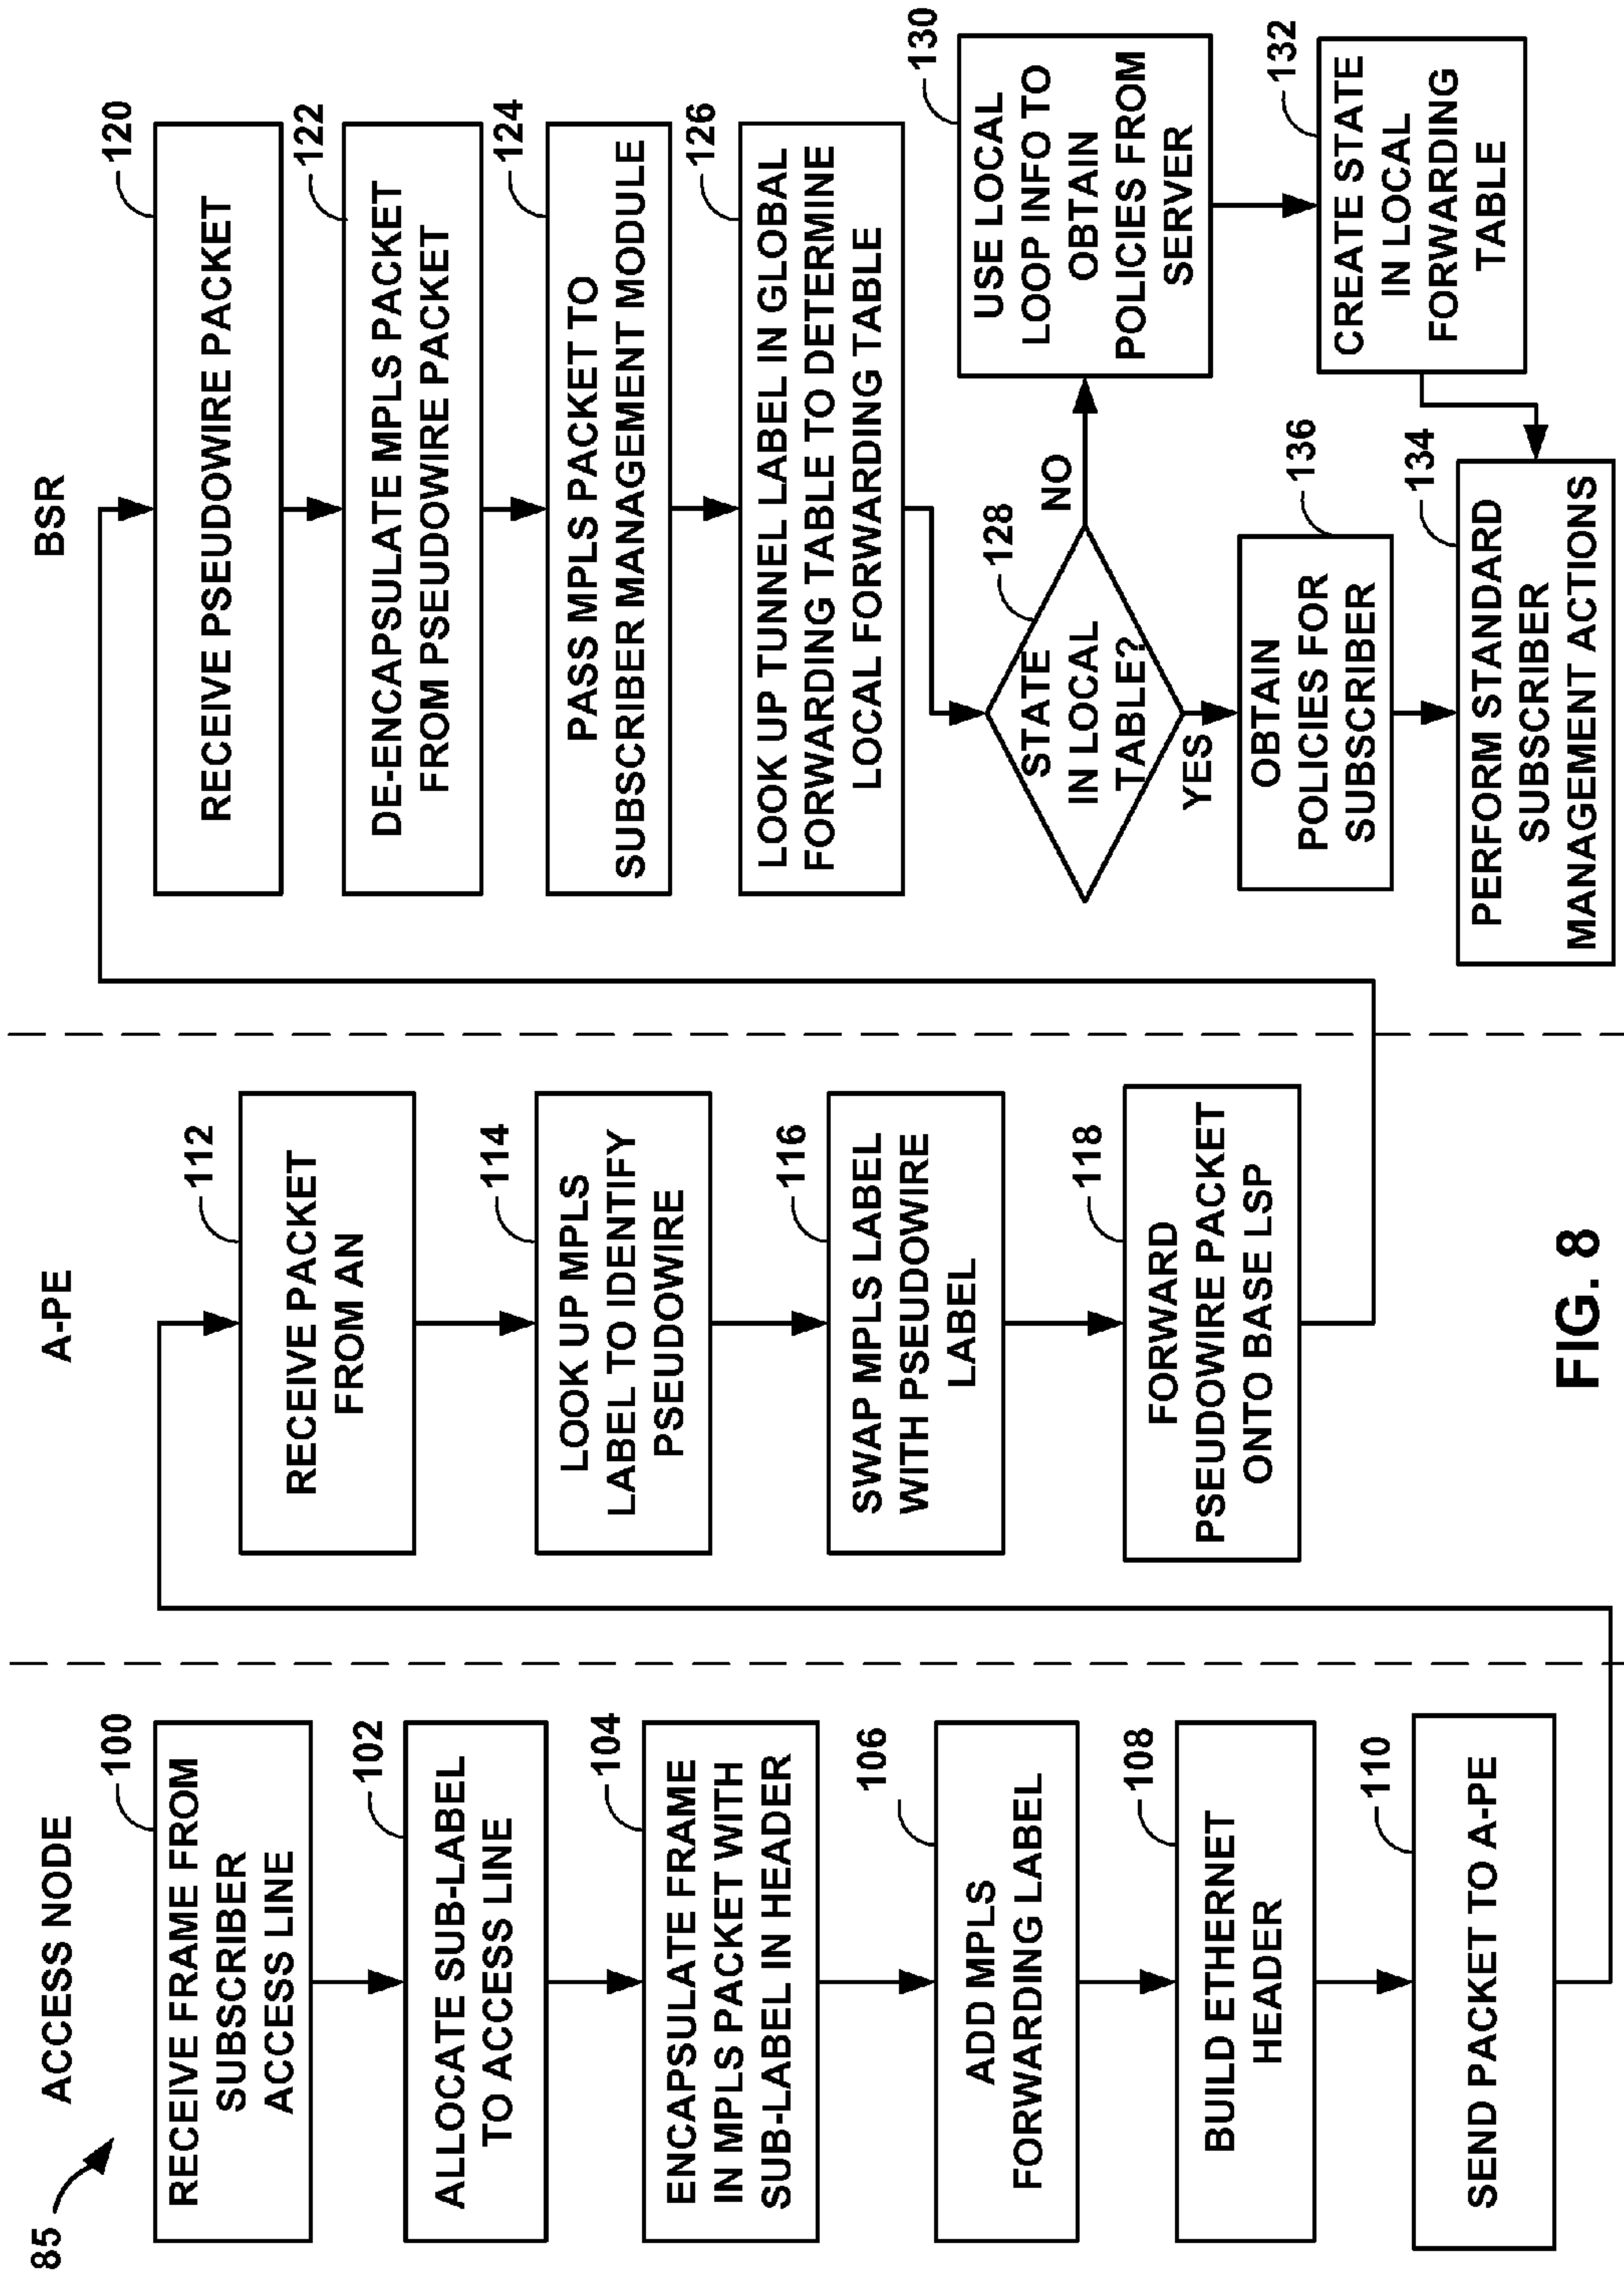 85
ACCESS NODE
100
RECEIVE FRAME FROM
SUBSCRIBER
ACCESS LINE
102
ALLOCATE SUB-LABEL
TO ACCESS LINE
104
ENCAPSULATE FRAME
IN MPLS PACKET WITH
SUB-LABEL IN HEADER
106
ADD MPLS
FORWARDING LABEL
108
BUILD ETHERNET
HEADER
110
SEND PACKET TO A-PE
A-PE
112
RECEIVE PACKET
FROM AN
114
LOOK UP MPLS
LABEL TO IDENTIFY
PSEUDOWIRE
116
SWAP MPLS LABEL
WITH PSEUDOWIRE
LABEL
118
FORWARD
PSEUDOWIRE PACKET
ONTO BASE LSP
BSR
120
RECEIVE PSEUDOWIRE PACKET
122
DE-ENCAPSULATE MPLS PACKET
FROM PSEUDOWIRE PACKET
124
PASS MPLS PACKET TO
SUBSCRIBER MANAGEMENT MODULE
126
LOOK UP TUNNEL LABEL IN GLOBAL
FORWARDING TABLE TO DETERMINE
LOCAL FORWARDING TABLE
128
STATE
IN LOCAL
TABLE?
NO
YES
130
USE LOCAL
LOOP INFO TO
OBTAIN
POLICIES FROM
SERVER
132
CREATE STATE
IN LOCAL
FORWARDING
TABLE
136
OBTAIN
POLICIES FOR
SUBSCRIBER
134
PERFORM STANDARD
SUBSCRIBER
MANAGEMENT ACTIONS
FIG. 8